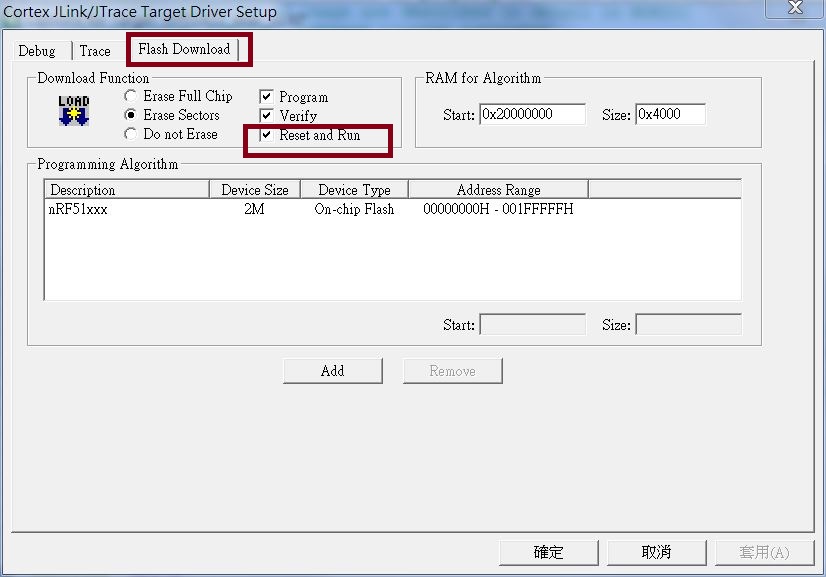 Cortex JLink/JTrace Target Driver Setup
Debug Trace Flash Download
Download Function
LOAD
Erase Full Chip
Erase Sectors
Do not Erase
Program
Verify
Reset and Run
RAM for Algorithm
Start: 0x20000000 Size: 0x4000
Programming Algorithm
Description Device Size Device Type Address Range
nRF51xxx 2M On-chip Flash 00000000H - 001FFFFFH
Start: Size:
Add Remove
確定 取消 套用(A)